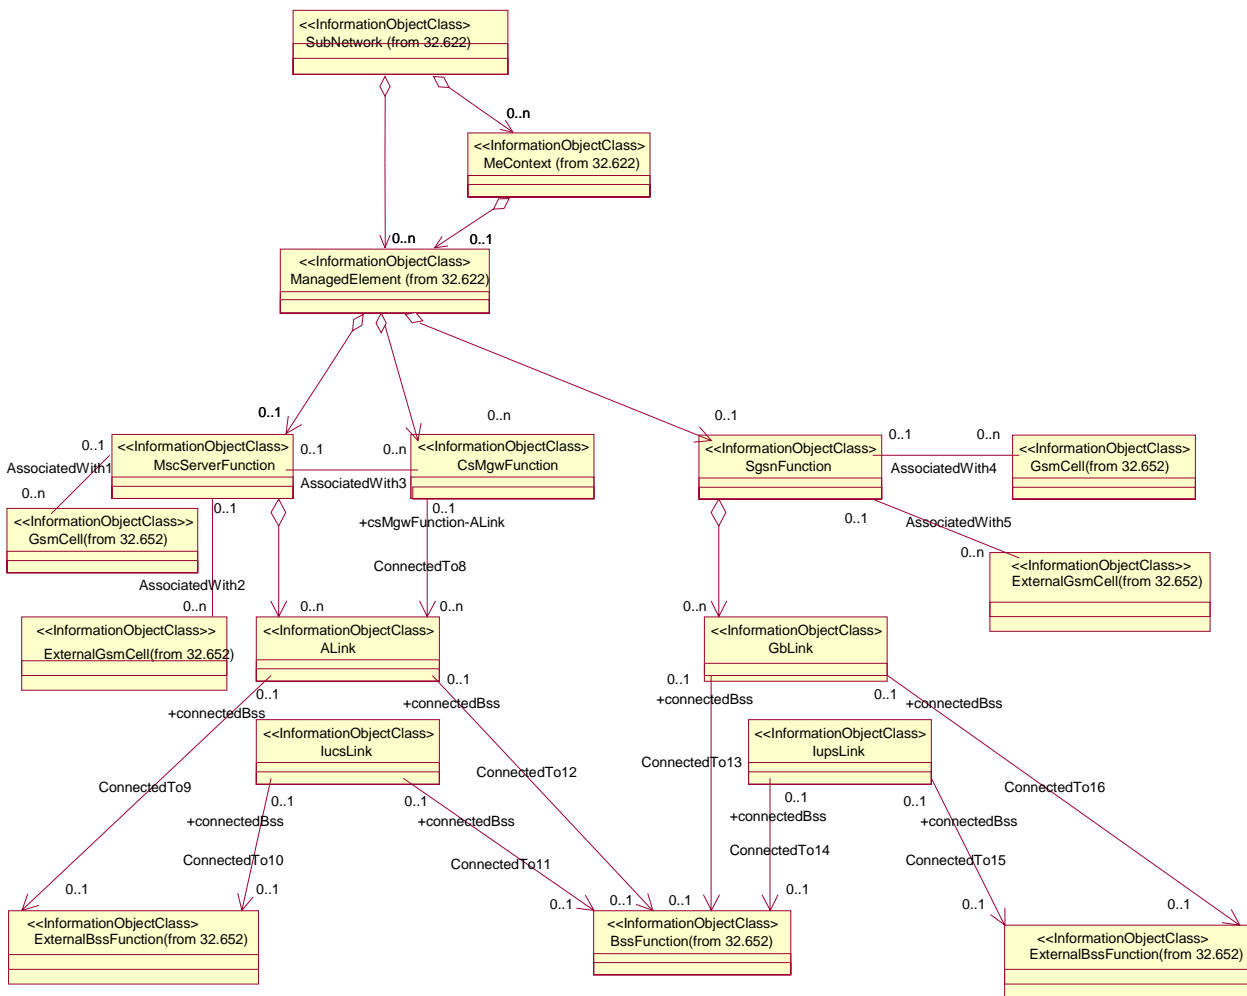 <<InformationObjectClass>
SubNetwork (from 32.622)
0..n
<<InformationObjectClass>
MeContext (from 32.622)
0..n
0..1
<<InformationObjectClass>
ManagedElement (from 32.622)
0..1
0..n
0..1
0..1
<<InformationObjectClass>
MscServerFunction
0..1
0..n
<<InformationObjectClass>
CsMgwFunction
<<InformationObjectClass>
SgsnFunction
0..1
0..n
<<InformationObjectClass>
GsmCell(from 32.652)
AssociatedWith1
AssociatedWith3
AssociatedWith4
0..n
0..1
0..1
+csMgwFunction-ALink
0..1
AssociatedWith5
<<InformationObjectClass>>
GsmCell(from 32.652)
0..n
<<InformationObjectClass>>
ExternalGsmCell(from 32.652)
AssociatedWith2
ConnectedTo8
0..n
0..n
0..n
0..n
<<InformationObjectClass>>
ExternalGsmCell(from 32.652)
<<InformationObjectClass>
ALink
<<InformationObjectClass>
GbLink
0..1
+connectedBss
0..1
+connectedBss
0..1
+connectedBss
0..1
+connectedBss
<<InformationObjectClass>
IucsLink
<<InformationObjectClass>
IupsLink
ConnectedTo9
ConnectedTo12
ConnectedTo13
ConnectedTo16
0..1
+connectedBss
0..1
+connectedBss
0..1
+connectedBss
0..1
+connectedBss
ConnectedTo10
ConnectedTo11
ConnectedTo14
ConnectedTo15
0..1
0..1
0..1
0..1
0..1
0..1
0..1
0..1
<<InformationObjectClass>
ExternalBssFunction(from 32.652)
<<InformationObjectClass>
BssFunction(from 32.652)
<<InformationObjectClass>
ExternalBssFunction(from 32.652)